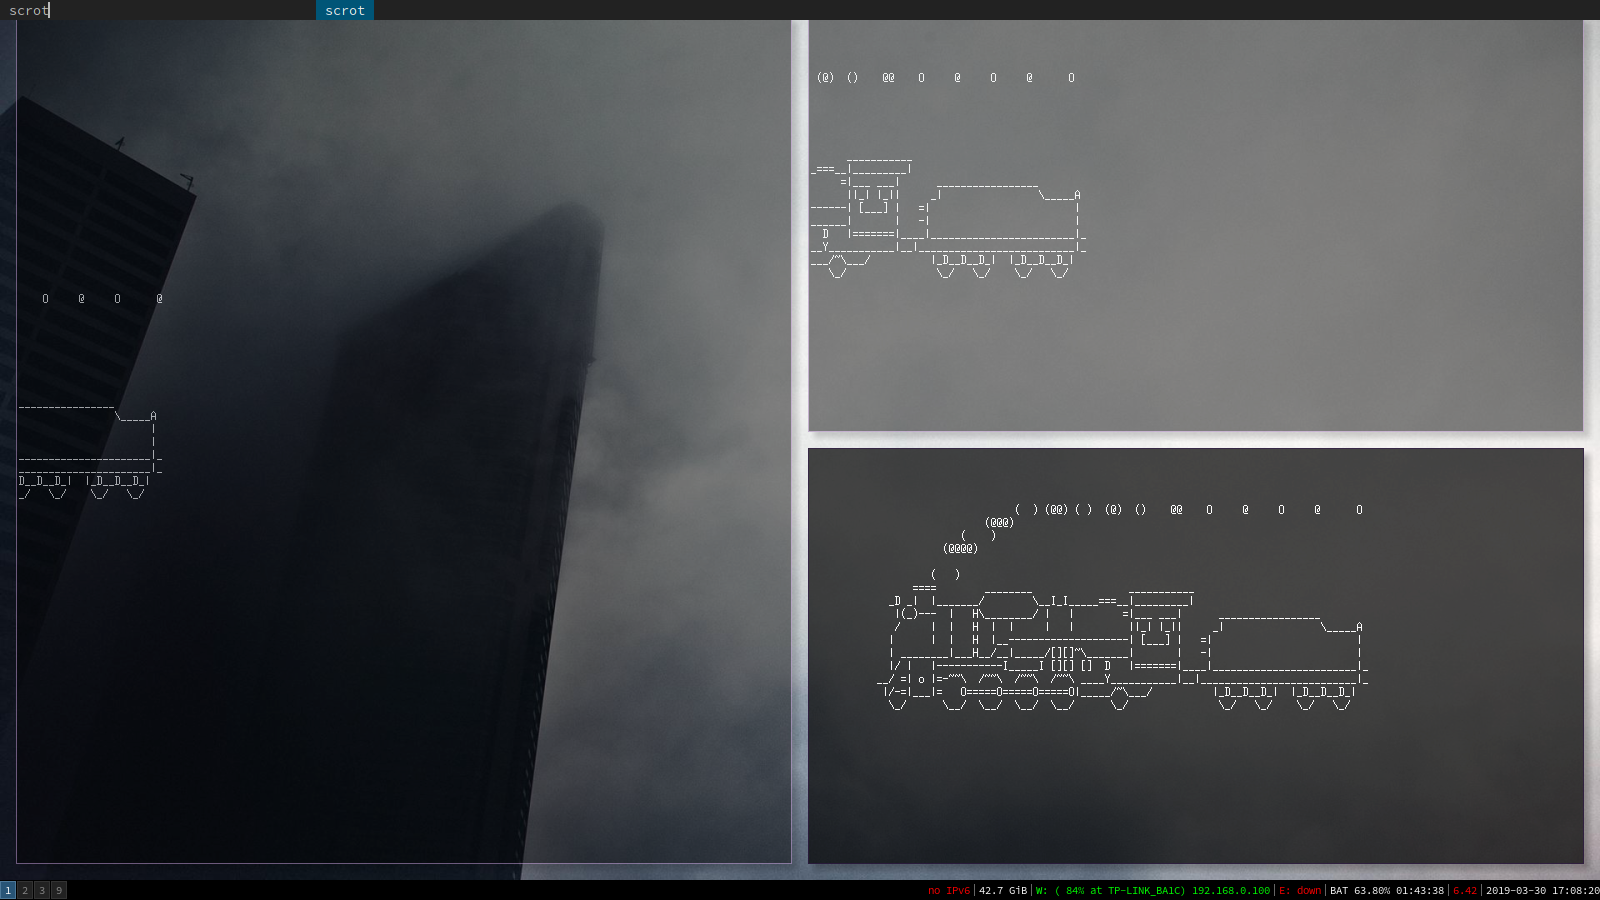 scrot scrot
(@) () @@ O @ O @ O
O @ O @
( ) (@@) ( ) (@) () @@ O @ O @ O
(@@@)
( )
(@@@@)
( )
1 2 3 9 no IPv6|42.7 GiB|W: ( 84% at TP-LINK_BA1C) 192.168.0.100|E: down|BAT 63.80% 01:43:38|6.42|2019-03-30 17:08:20